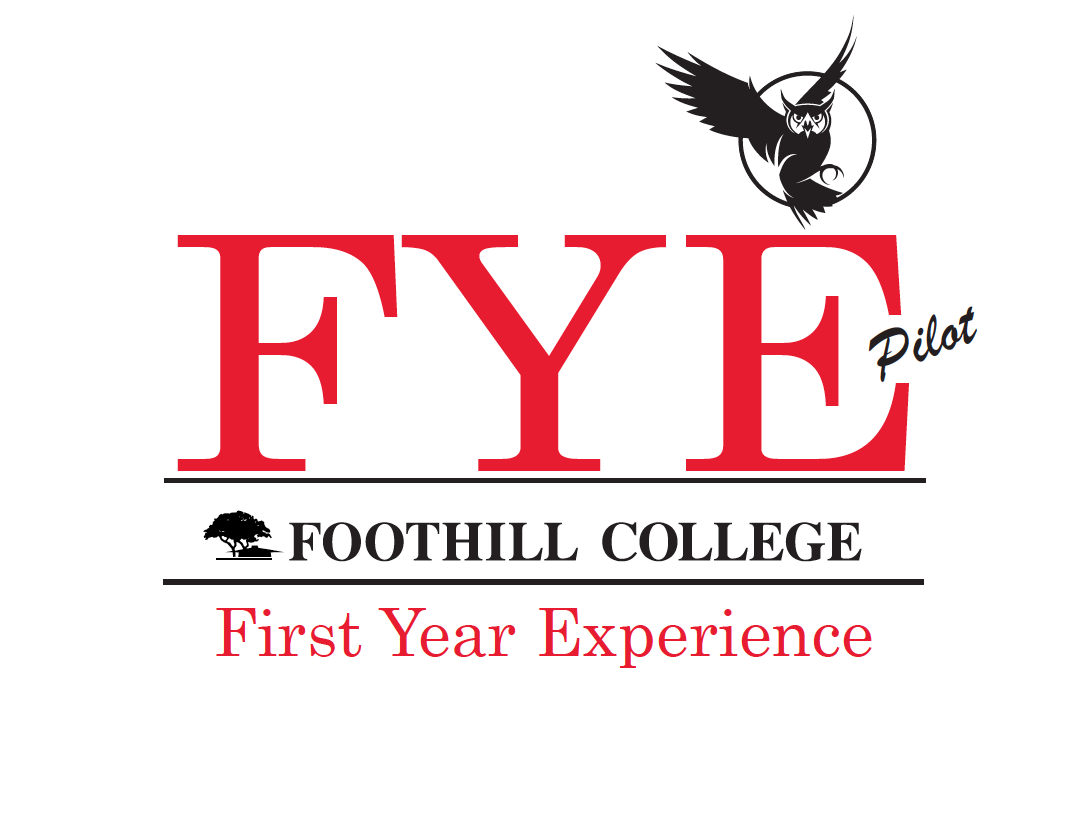 FYE
Pilot
FOOTHILL COLLEGE
First Year Experience